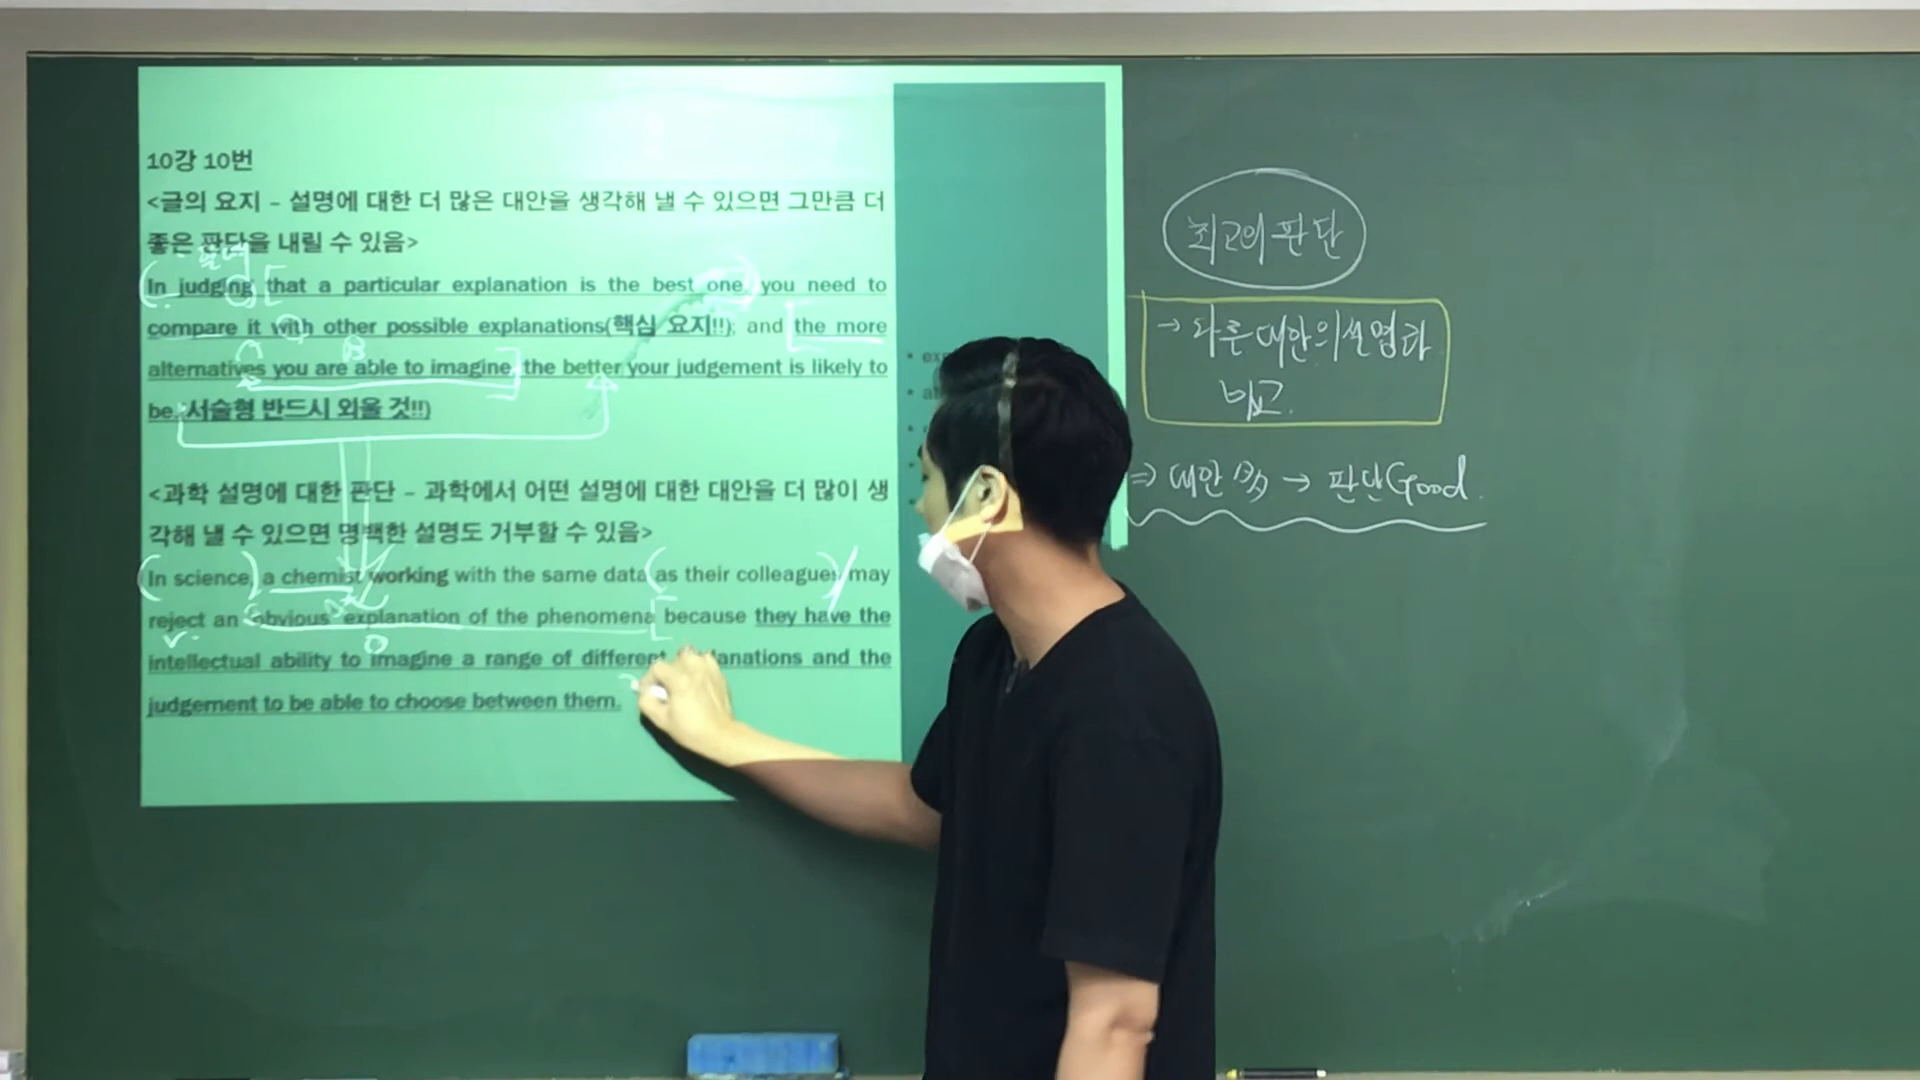 10강 10번
<글의 요지 – 설명에 대한 더 많은 대안을 생각해 낼 수 있으면 그만큼 더
좋은 판단을 내릴 수 있음>
In judging that a particular explanation is the best one, you need to
compare it with other possible explanations(핵심 요지!!); and the more
alternatives you are able to imagine, the better your judgement is likely to
be. 서술형 반드시 외울 것!!)
<과학 설명에 대한 판단 – 과학에서 어떤 설명에 대한 대안을 더 많이 생
각해 낼 수 있으면 명백한 설명도 거부할 수 있음>
In science, a chemist working with the same data as their colleagues may
reject an 'obvious' explanation of the phenomena because they have the
intellectual ability to imagine a range of different explanations and the
judgement to be able to choose between them.
최고의 판단
→ 다른 대안의 설명과
비교.
⇒ 대안 多 → 판단 Good.